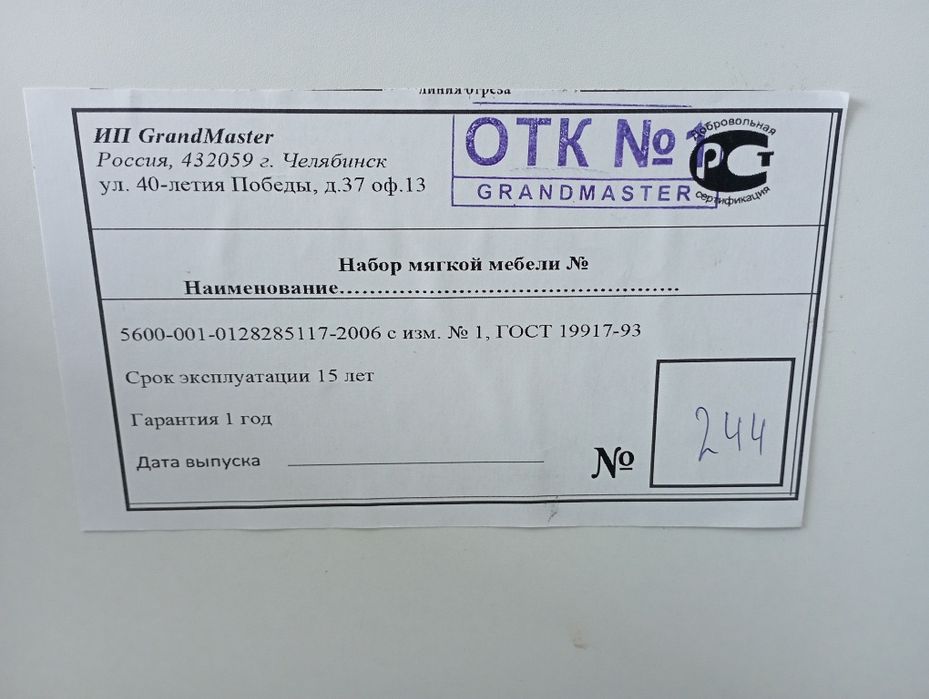 линия отреза
ИП GrandMaster
Россия, 432059 г. Челябинск
ул. 40-летия Победы, д.37 оф.13
ОТК № 1
GRANDMASTER
Добровольная
РСТ
сертификация
Набор мягкой мебели №
Наименование.............................................
5600-001-0128285117-2006 с изм. № 1, ГОСТ 19917-93
Срок эксплуатации 15 лет
Гарантия 1 год
Дата выпуска
№ 244